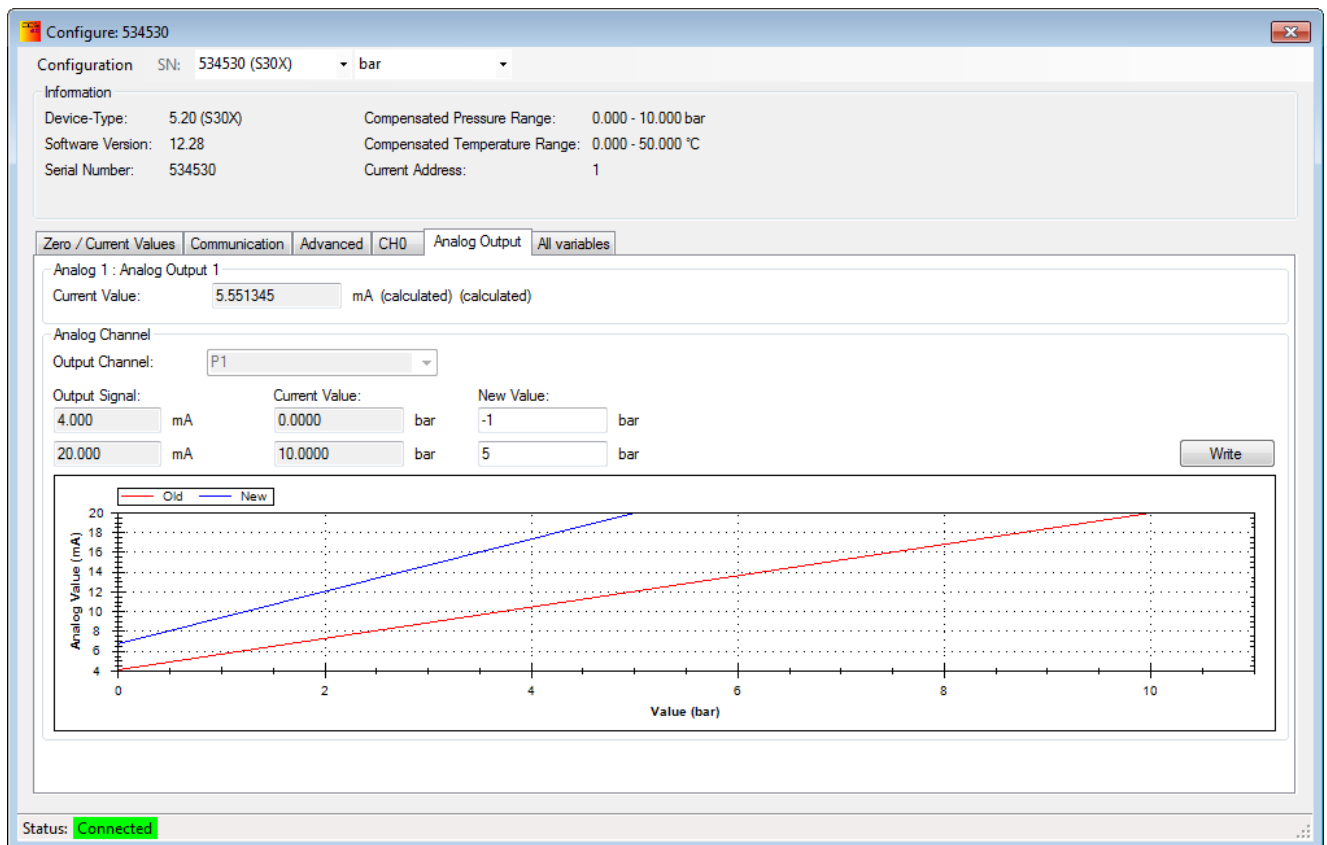 Configure: 534530
Configuration SN: 534530 (S30X) bar
Information
Device-Type: 5.20 (S30X) Compensated Pressure Range: 0.000 - 10.000 bar
Software Version: 12.28 Compensated Temperature Range: 0.000 - 50.000 °C
Serial Number: 534530 Current Address: 1
Zero / Current Values Communication Advanced CH0 Analog Output All variables
Analog 1 : Analog Output 1
Current Value: 5.551345 mA (calculated) (calculated)
Analog Channel
Output Channel: P1
Output Signal: Current Value: New Value:
4.000 mA 0.0000 bar -1 bar
20.000 mA 10.0000 bar 5 bar Write
Old New
20
18
16
14
12
10
8
6
4
Analog Value (mA)
0 2 4 6 8 10
Value (bar)
Status: Connected